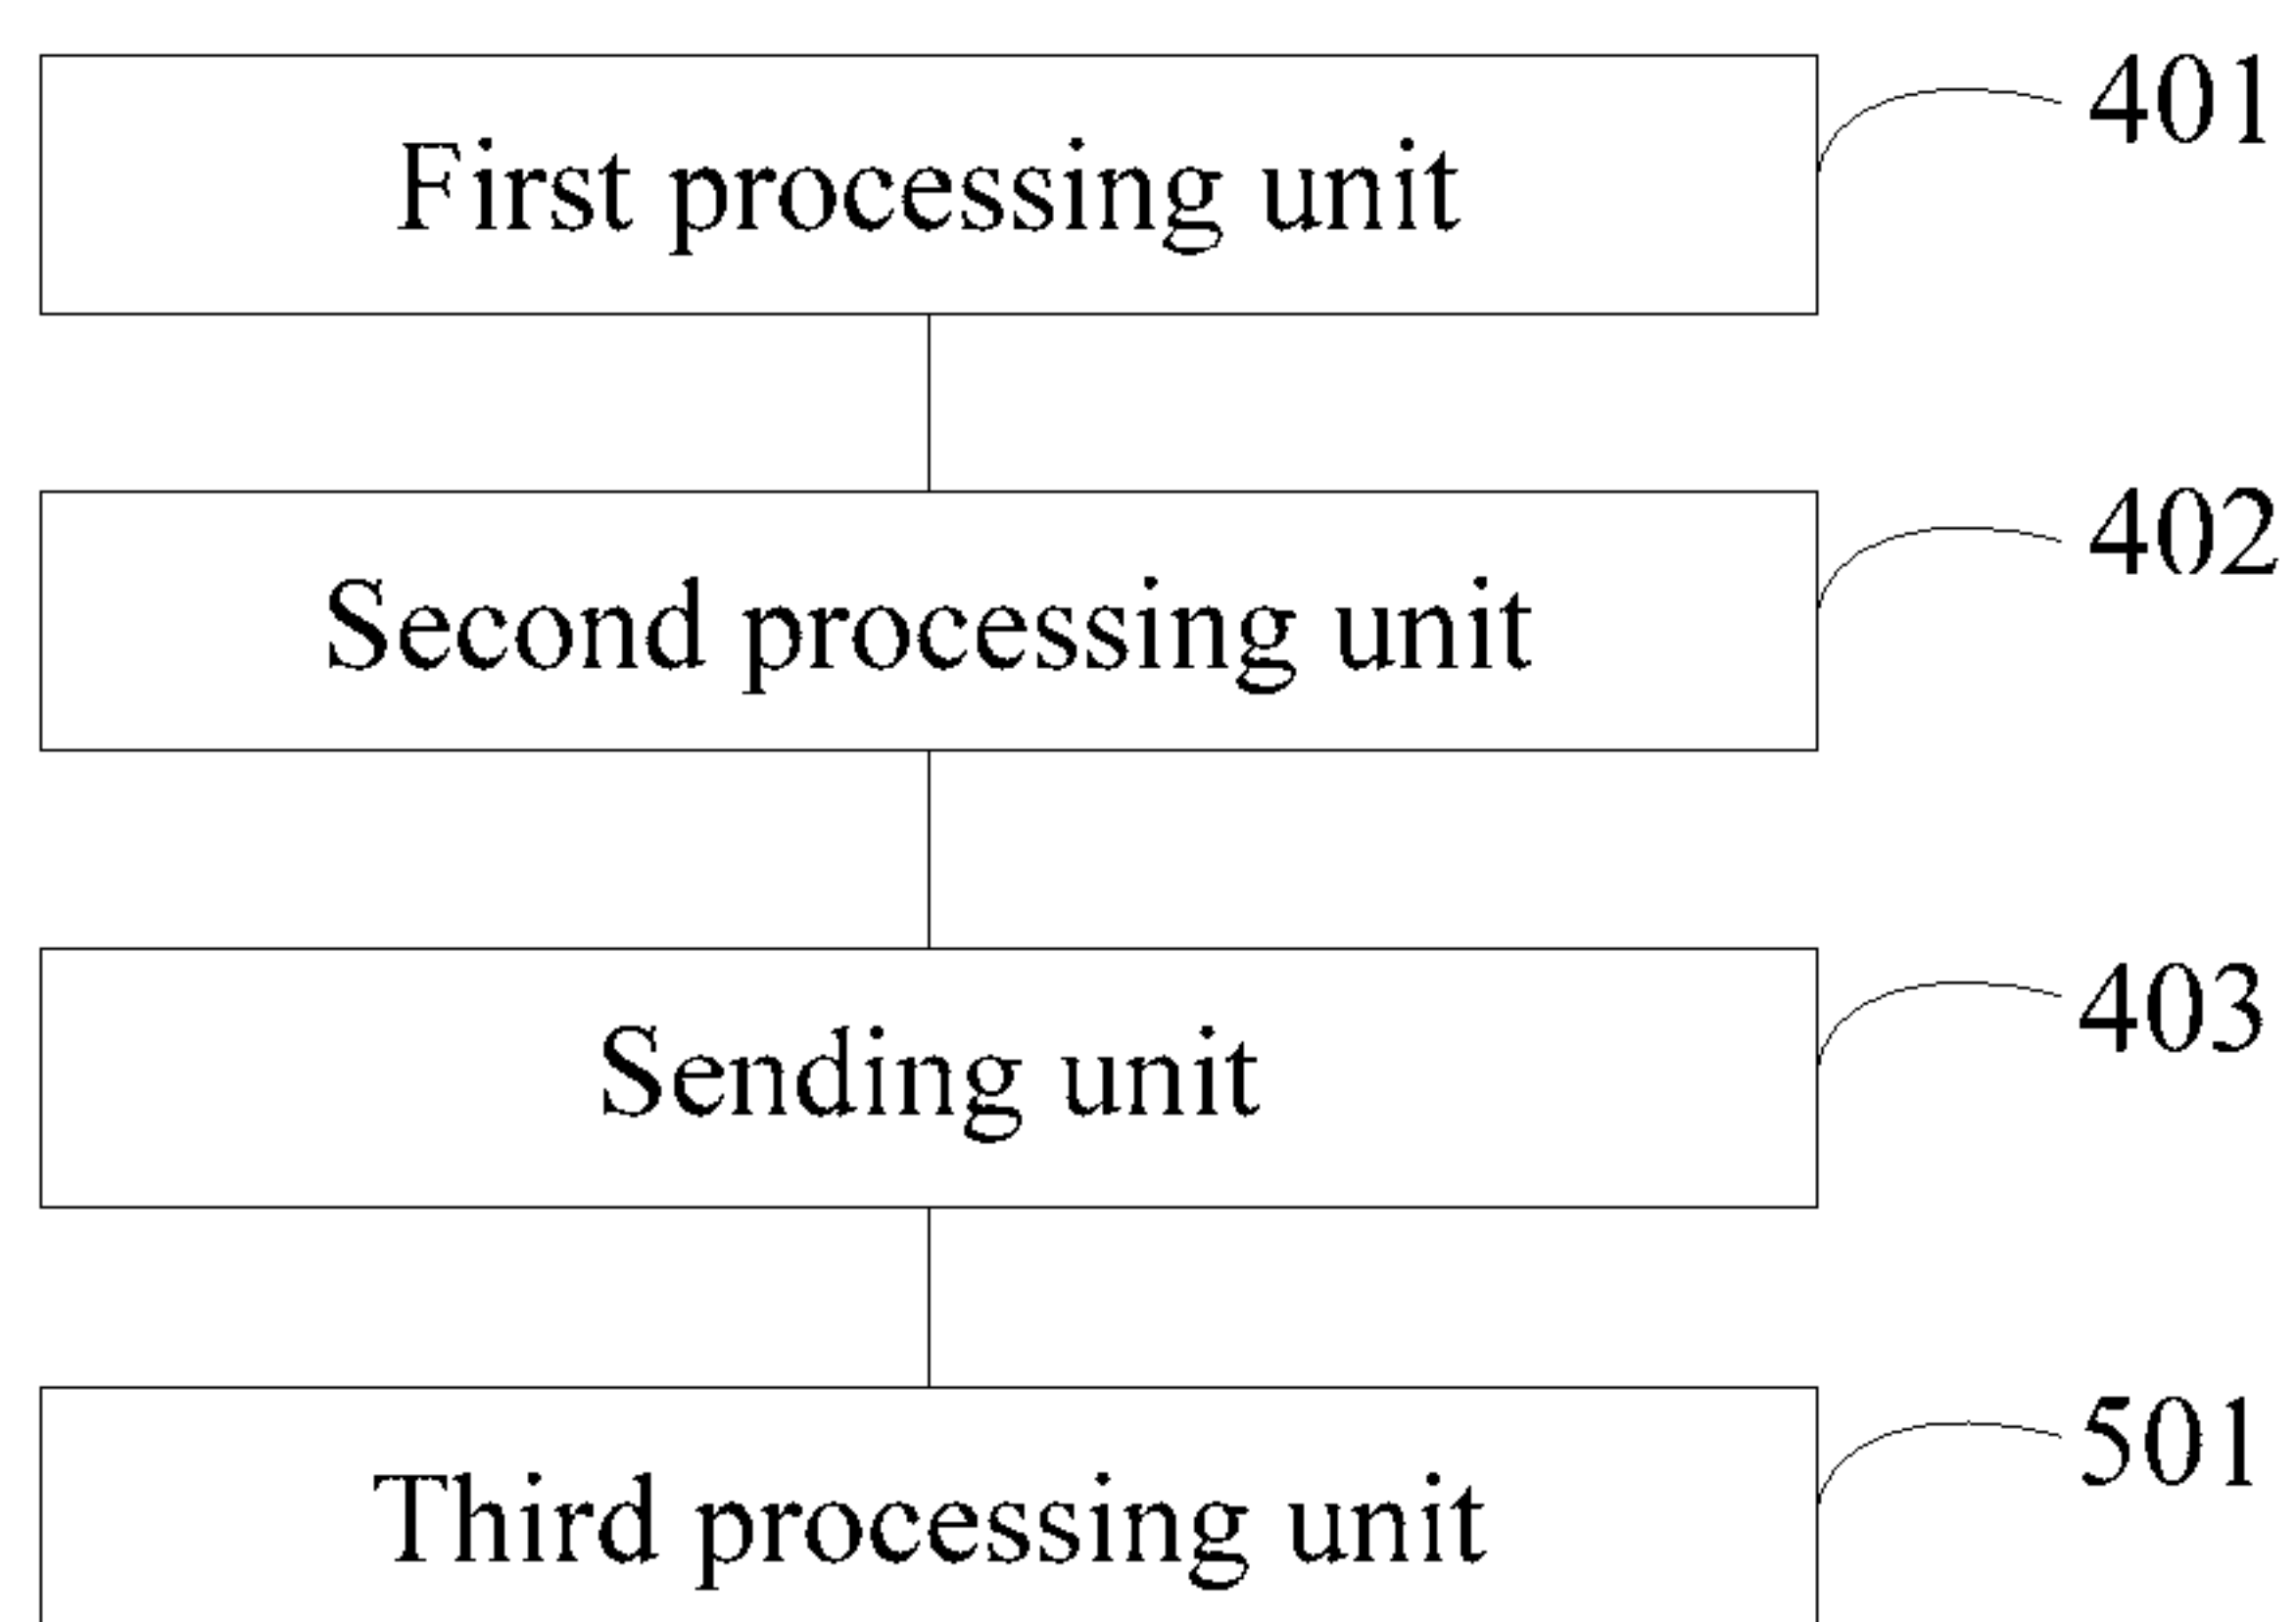 First processing unit 401
Second processing unit 402
Sending unit 403
Third processing unit 501